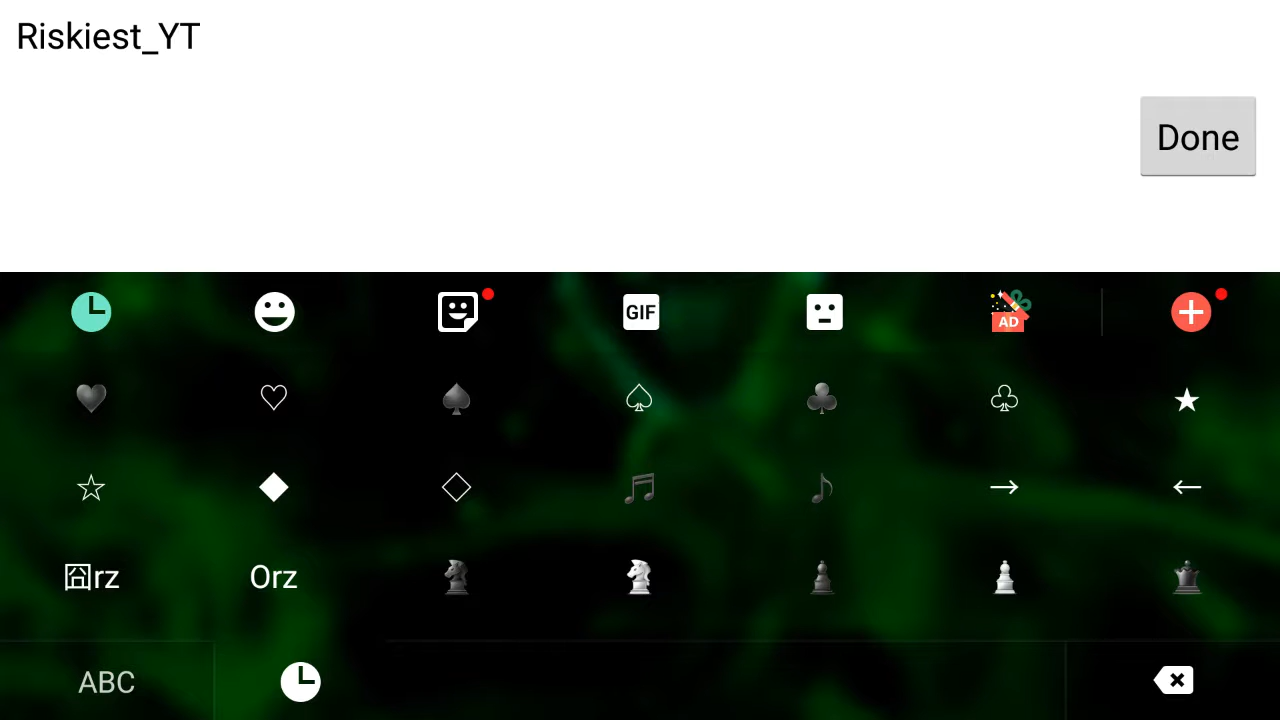 Riskiest_YT
Done
GIF
AD
♥ ♡ ♠ ♤ ♣ ♧ ★
☆ ◆ ◇ ♫ ♪ → ←
囧rz Orz ♞ ♘ ♟ ♙ ♛
ABC